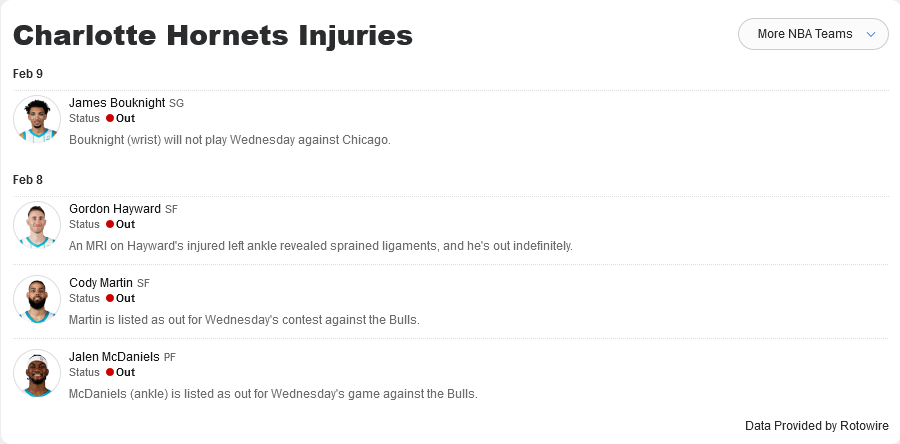 Charlotte Hornets Injuries
More NBA Teams
Feb 9
James Bouknight SG
Status Out
Bouknight (wrist) will not play Wednesday against Chicago.
Feb 8
Gordon Hayward SF
Status Out
An MRI on Hayward's injured left ankle revealed sprained ligaments, and he's out indefinitely.
Cody Martin SF
Status Out
Martin is listed as out for Wednesday's contest against the Bulls.
Jalen McDaniels PF
Status Out
McDaniels (ankle) is listed as out for Wednesday's game against the Bulls.
Data Provided by Rotowire